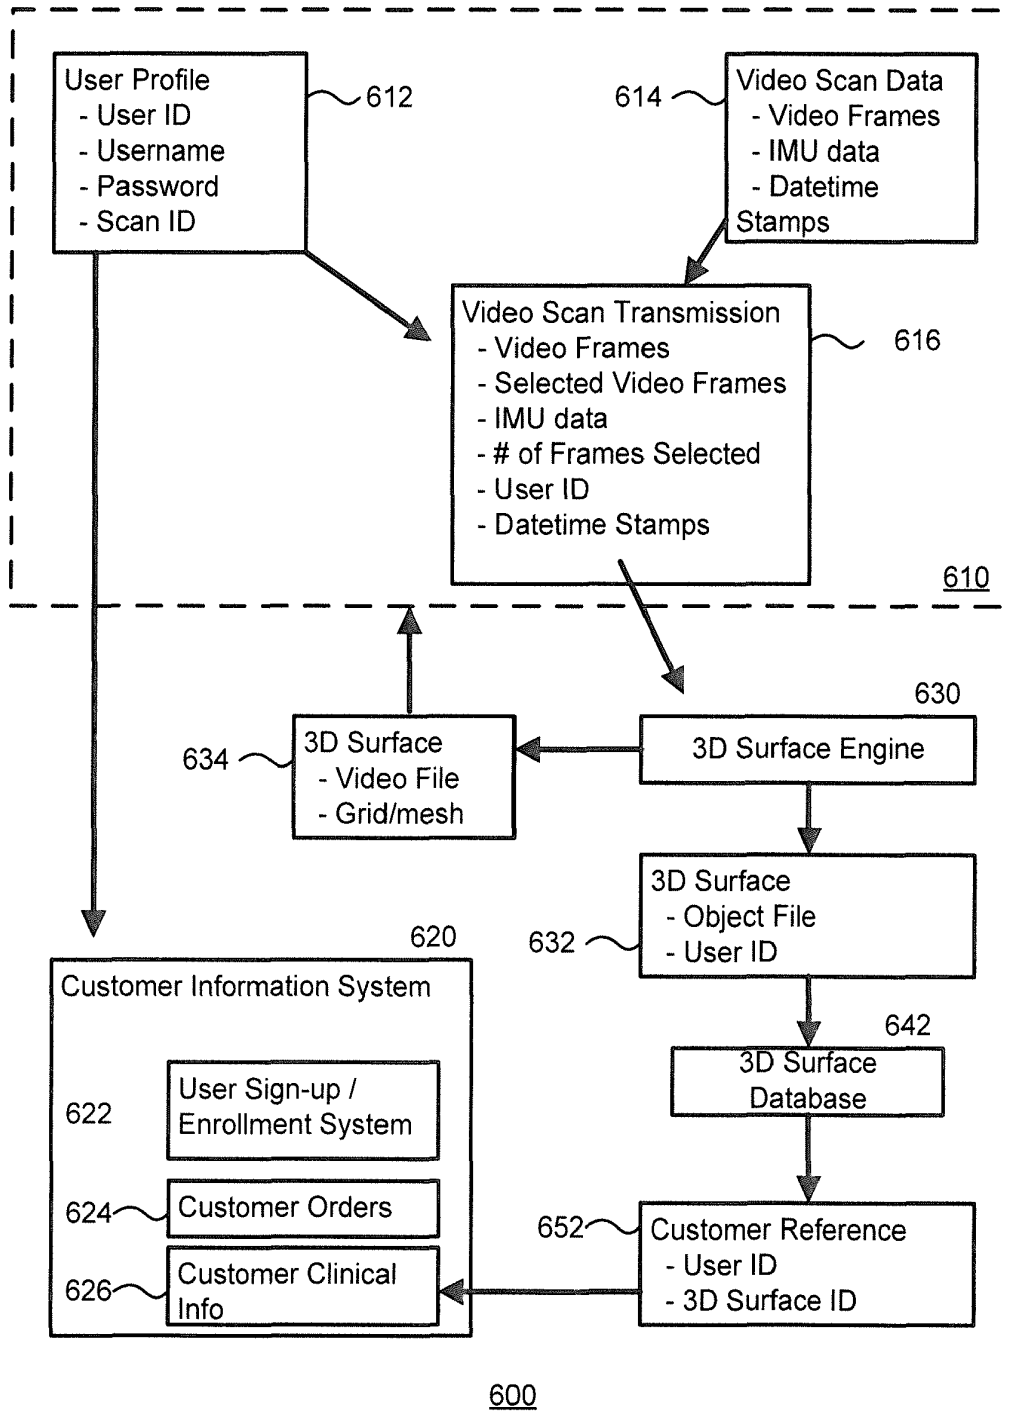 User Profile
- User ID
- Username
- Password
- Scan ID
612
614
Video Scan Data
- Video Frames
- IMU data
- Datetime
Stamps
Video Scan Transmission
- Video Frames
- Selected Video Frames
- IMU data
- # of Frames Selected
- User ID
- Datetime Stamps
616
610
630
3D Surface Engine
634
3D Surface
- Video File
- Grid/mesh
632
3D Surface
- Object File
- User ID
620
Customer Information System
622
User Sign-up /
Enrollment System
624
Customer Orders
626
Customer Clinical
Info
642
3D Surface
Database
652
Customer Reference
- User ID
- 3D Surface ID
600